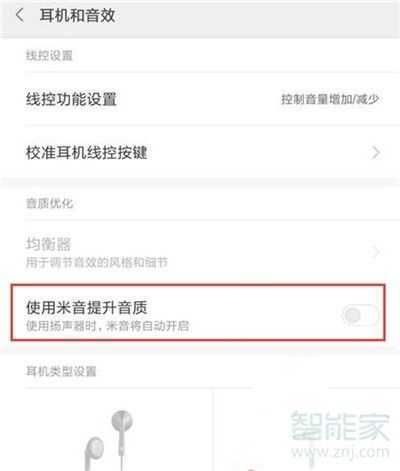 耳机和音效
线控设置
线控功能设置 控制音量增加/减少
校准耳机线控按键
音质优化
均衡器
用于调节音效的风格和细节
使用米音提升音质
使用扬声器时，米音将自动开启
耳机类型设置
智能家
www.znj.com